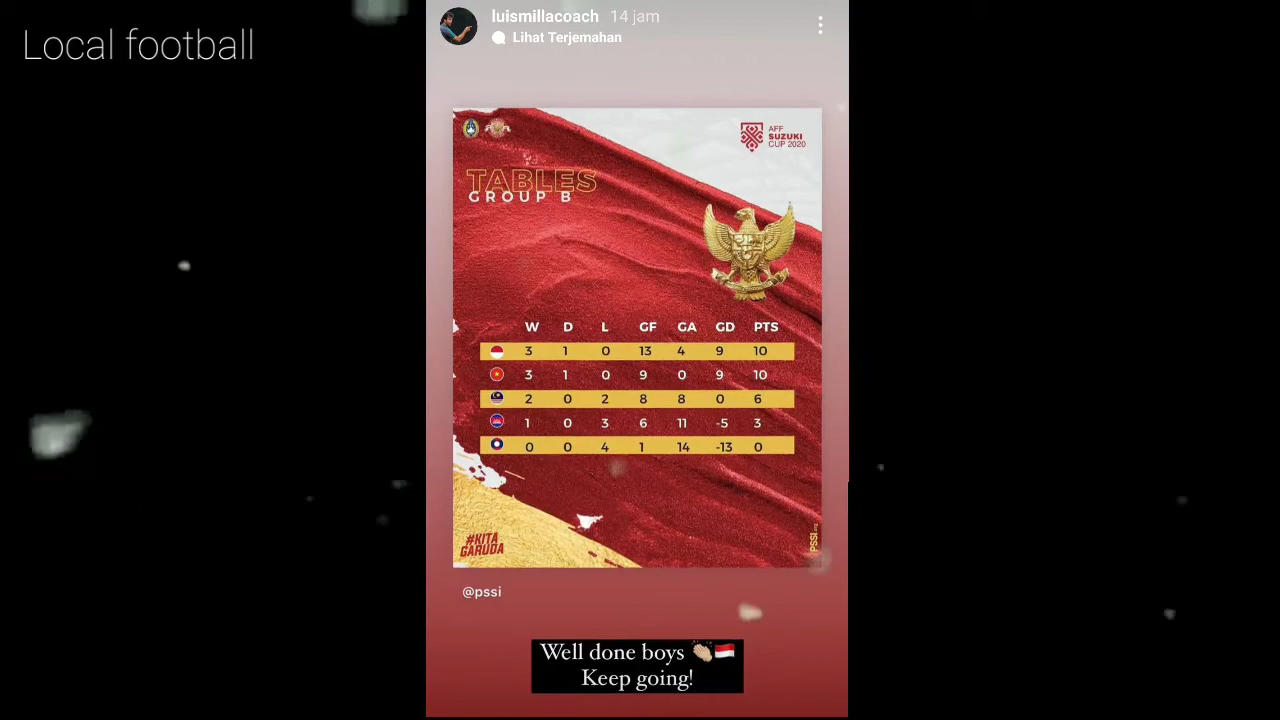 Local football
luismillacoach 14 jam
Lihat Terjemahan
AFF
SUZUKI
CUP 2020
TABLES
GROUP B
W D L GF GA GD PTS
3 1 0 13 4 9 10
3 1 0 9 0 9 10
2 0 2 8 8 0 6
1 0 3 6 11 -5 3
0 0 4 1 14 -13 0
#KITA
GARUDA
PSSI.org
@pssi
Well done boys 👏🏼🇮🇩
Keep going!